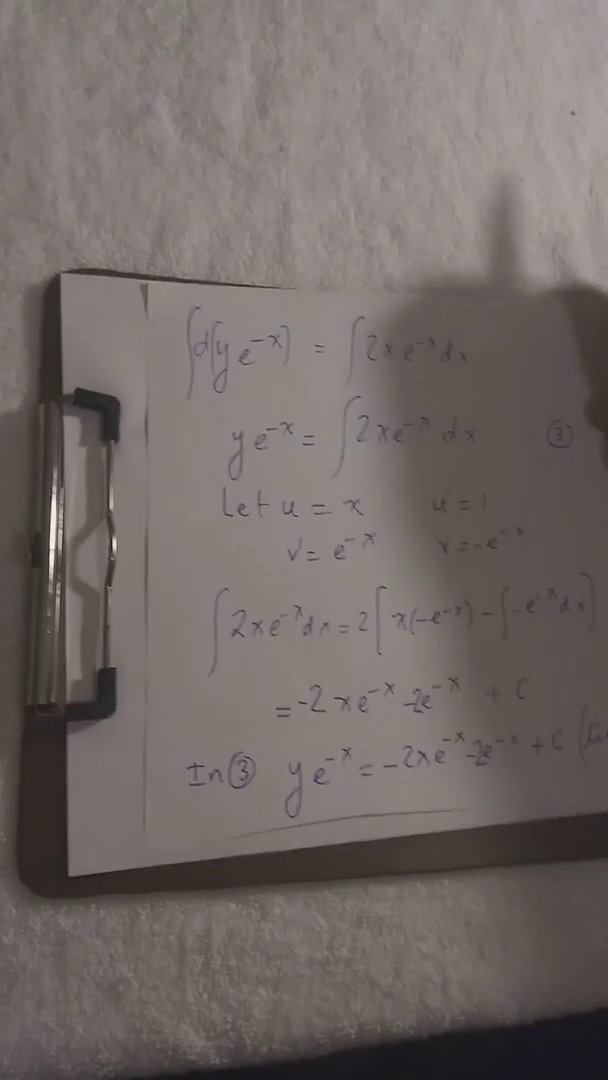 ∫d[ye^{-x}] = ∫2xe^{-x}dx
ye^{-x} = ∫2xe^{-x} dx ③
Let u = x u = 1
v' = e^{-x} v = -e^{-x}
∫2xe^{-x}dx = 2[x(-e^{-x}) - ∫-e^{-x}dx]
= -2xe^{-x} -2e^{-x} + C
In ③ ye^{-x} = -2xe^{-x} -2e^{-x} + C